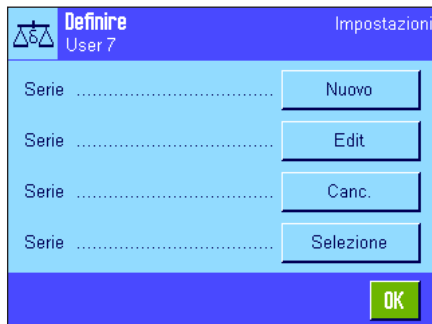 Definire Impostazioni
User 7
Serie ................................. Nuovo
Serie ................................. Edit
Serie ................................. Canc.
Serie ................................. Selezione
OK